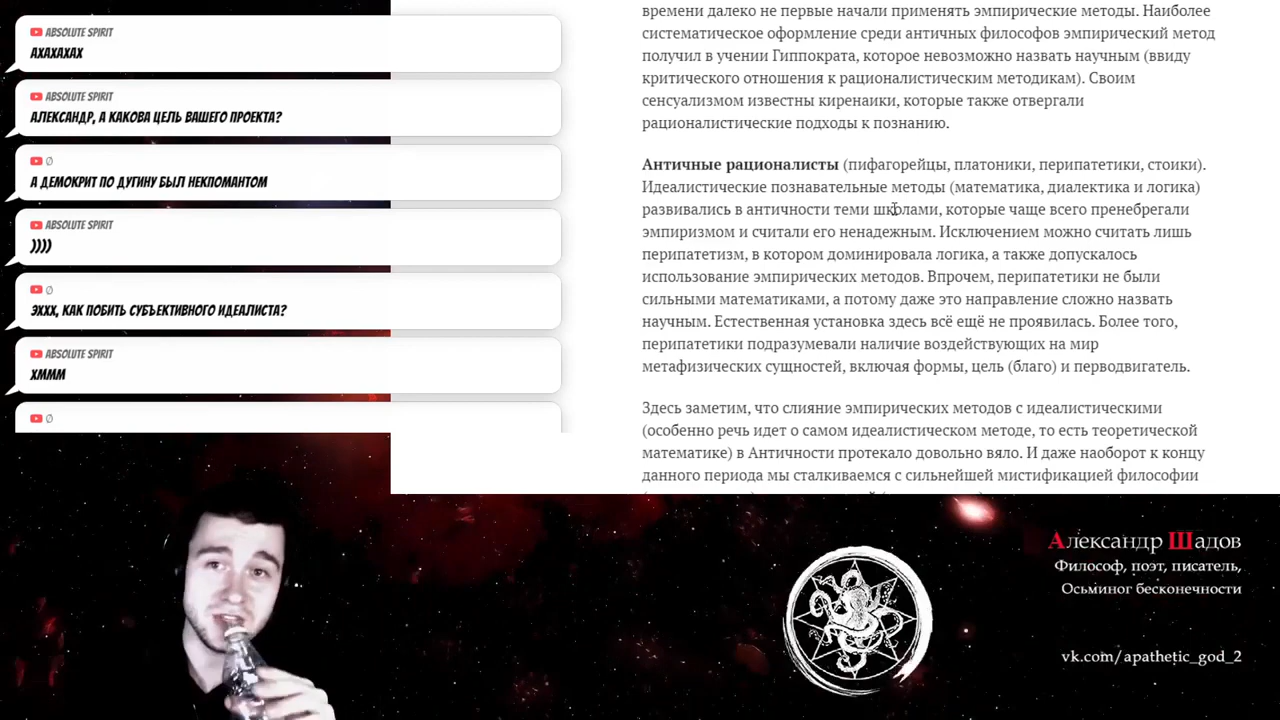 ABSOLUTE SPIRIT
АХАХАХАХ
ABSOLUTE SPIRIT
АЛЕКСАНДР, А КАКОВА ЦЕЛЬ ВАШЕГО ПРОЕКТА?
Ø
А ДЕМОКРИТ ПО ДУГИНУ БЫЛ НЕКПОМАНТОМ
ABSOLUTE SPIRIT
))))
Ø
ЭХХХ, КАК ПОБИТЬ СУБЪЕКТИВНОГО ИДЕАЛИСТА?
ABSOLUTE SPIRIT
ХМММ
Ø
времени далеко не первые начали применять эмпирические методы. Наиболее
систематическое оформление среди античных философов эмпирический метод
получил в учении Гиппократа, которое невозможно назвать научным (ввиду
критического отношения к рационалистическим методикам). Своим
сенсуализмом известны киренаики, которые также отвергали
рационалистические подходы к познанию.
Античные рационалисты (пифагорейцы, платоники, перипатетики, стоики).
Идеалистические познавательные методы (математика, диалектика и логика)
развивались в античности теми школами, которые чаще всего пренебрегали
эмпиризмом и считали его ненадежным. Исключением можно считать лишь
перипатетизм, в котором доминировала логика, а также допускалось
использование эмпирических методов. Впрочем, перипатетики не были
сильными математиками, а потому даже это направление сложно назвать
научным. Естественная установка здесь всё ещё не проявилась. Более того,
перипатетики подразумевали наличие воздействующих на мир
метафизических сущностей, включая формы, цель (благо) и перводвигатель.
Здесь заметим, что слияние эмпирических методов с идеалистическими
(особенно речь идет о самом идеалистическом методе, то есть теоретической
математике) в Античности протекало довольно вяло. И даже наоборот к концу
данного периода мы сталкиваемся с сильнейшей мистификацией философии
Александр Шадов
Философ, поэт, писатель,
Осьминог бесконечности
vk.com/apathetic_god_2